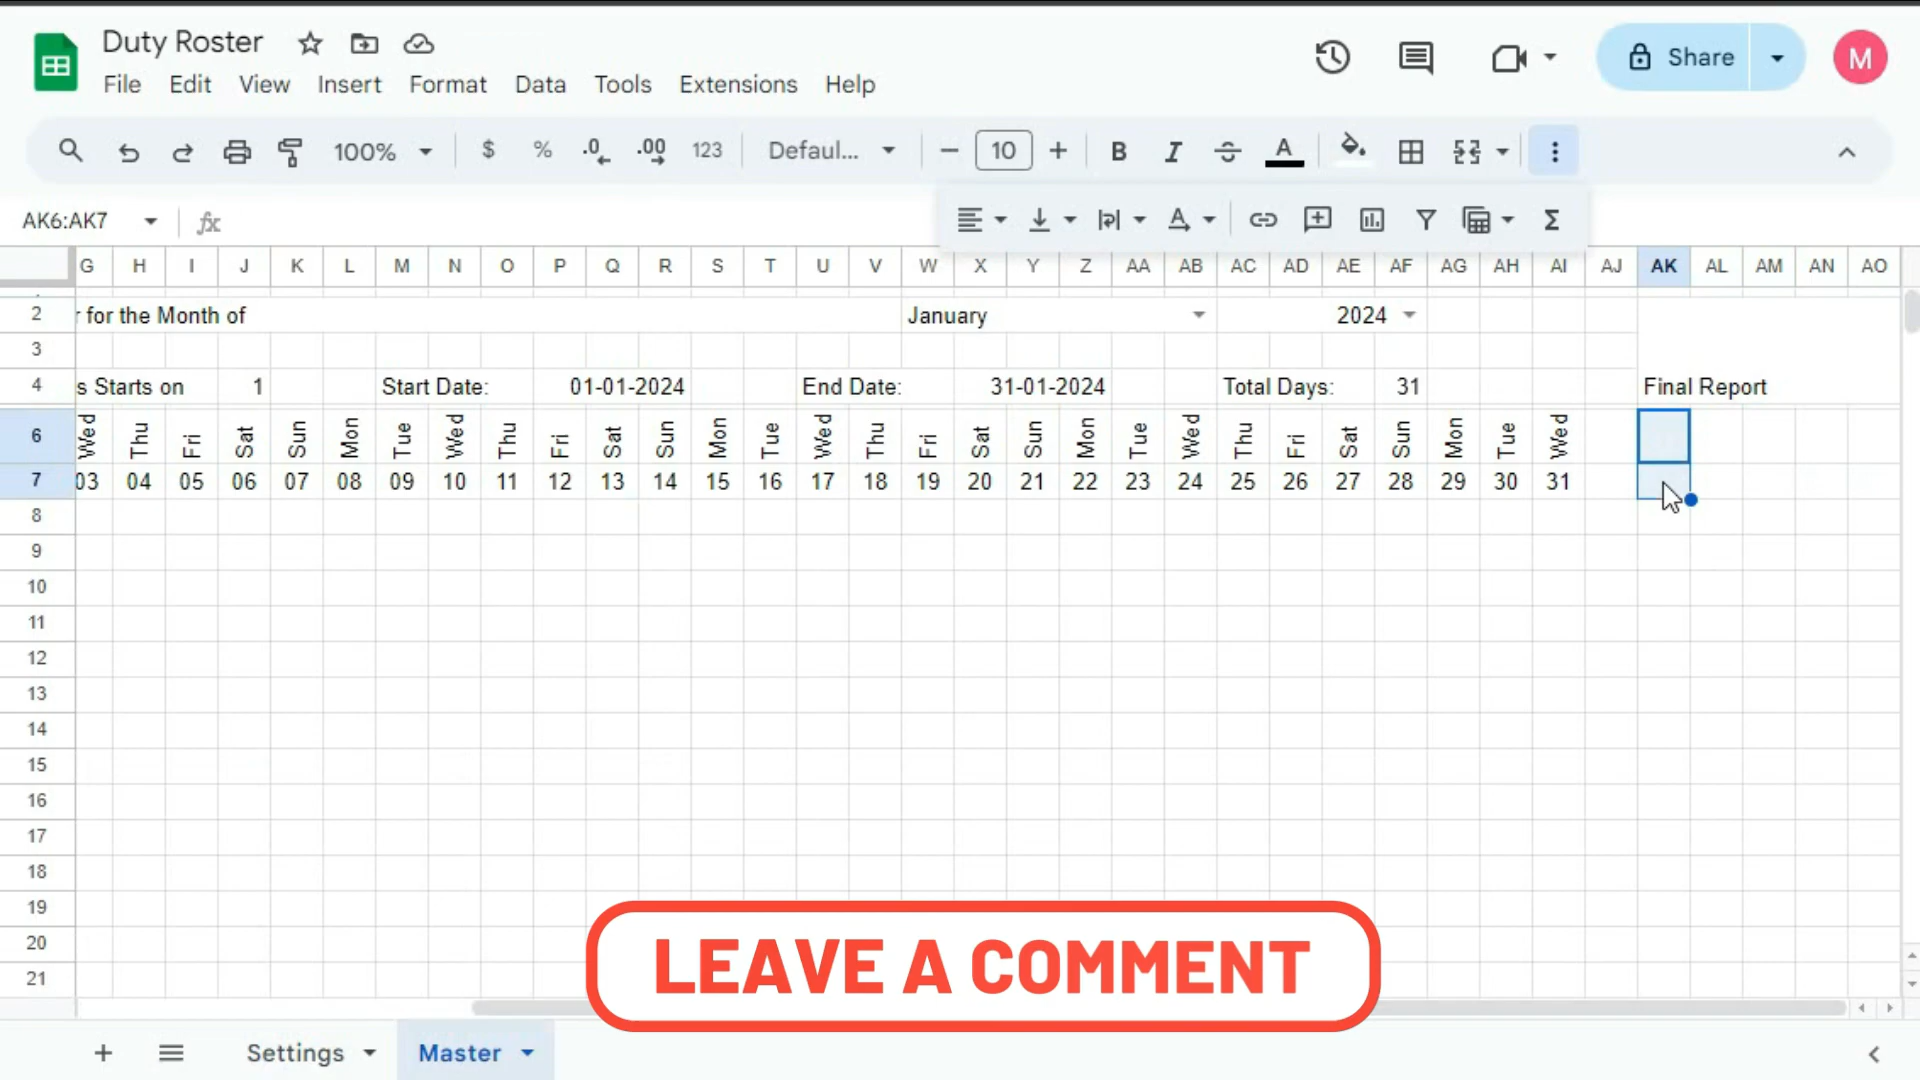 Duty Roster
File Edit View Insert Format Data Tools Extensions Help
Share
M
100% $ % .0 .00 123 Defaul... 10 B I A
AK6:AK7 fx
G H I J K L M N O P Q R S T U V W X Y Z AA AB AC AD AE AF AG AH AI AJ AK AL AM AN AO
2 r for the Month of January 2024
3
4 s Starts on 1 Start Date: 01-01-2024 End Date: 31-01-2024 Total Days: 31 Final Report
6 Wed Thu Fri Sat Sun Mon Tue Wed Thu Fri Sat Sun Mon Tue Wed Thu Fri Sat Sun Mon Tue Wed Thu Fri Sat Sun Mon Tue Wed
7 03 04 05 06 07 08 09 10 11 12 13 14 15 16 17 18 19 20 21 22 23 24 25 26 27 28 29 30 31
8
9
10
11
12
13
14
15
16
17
18
19
20
21
LEAVE A COMMENT
Settings Master